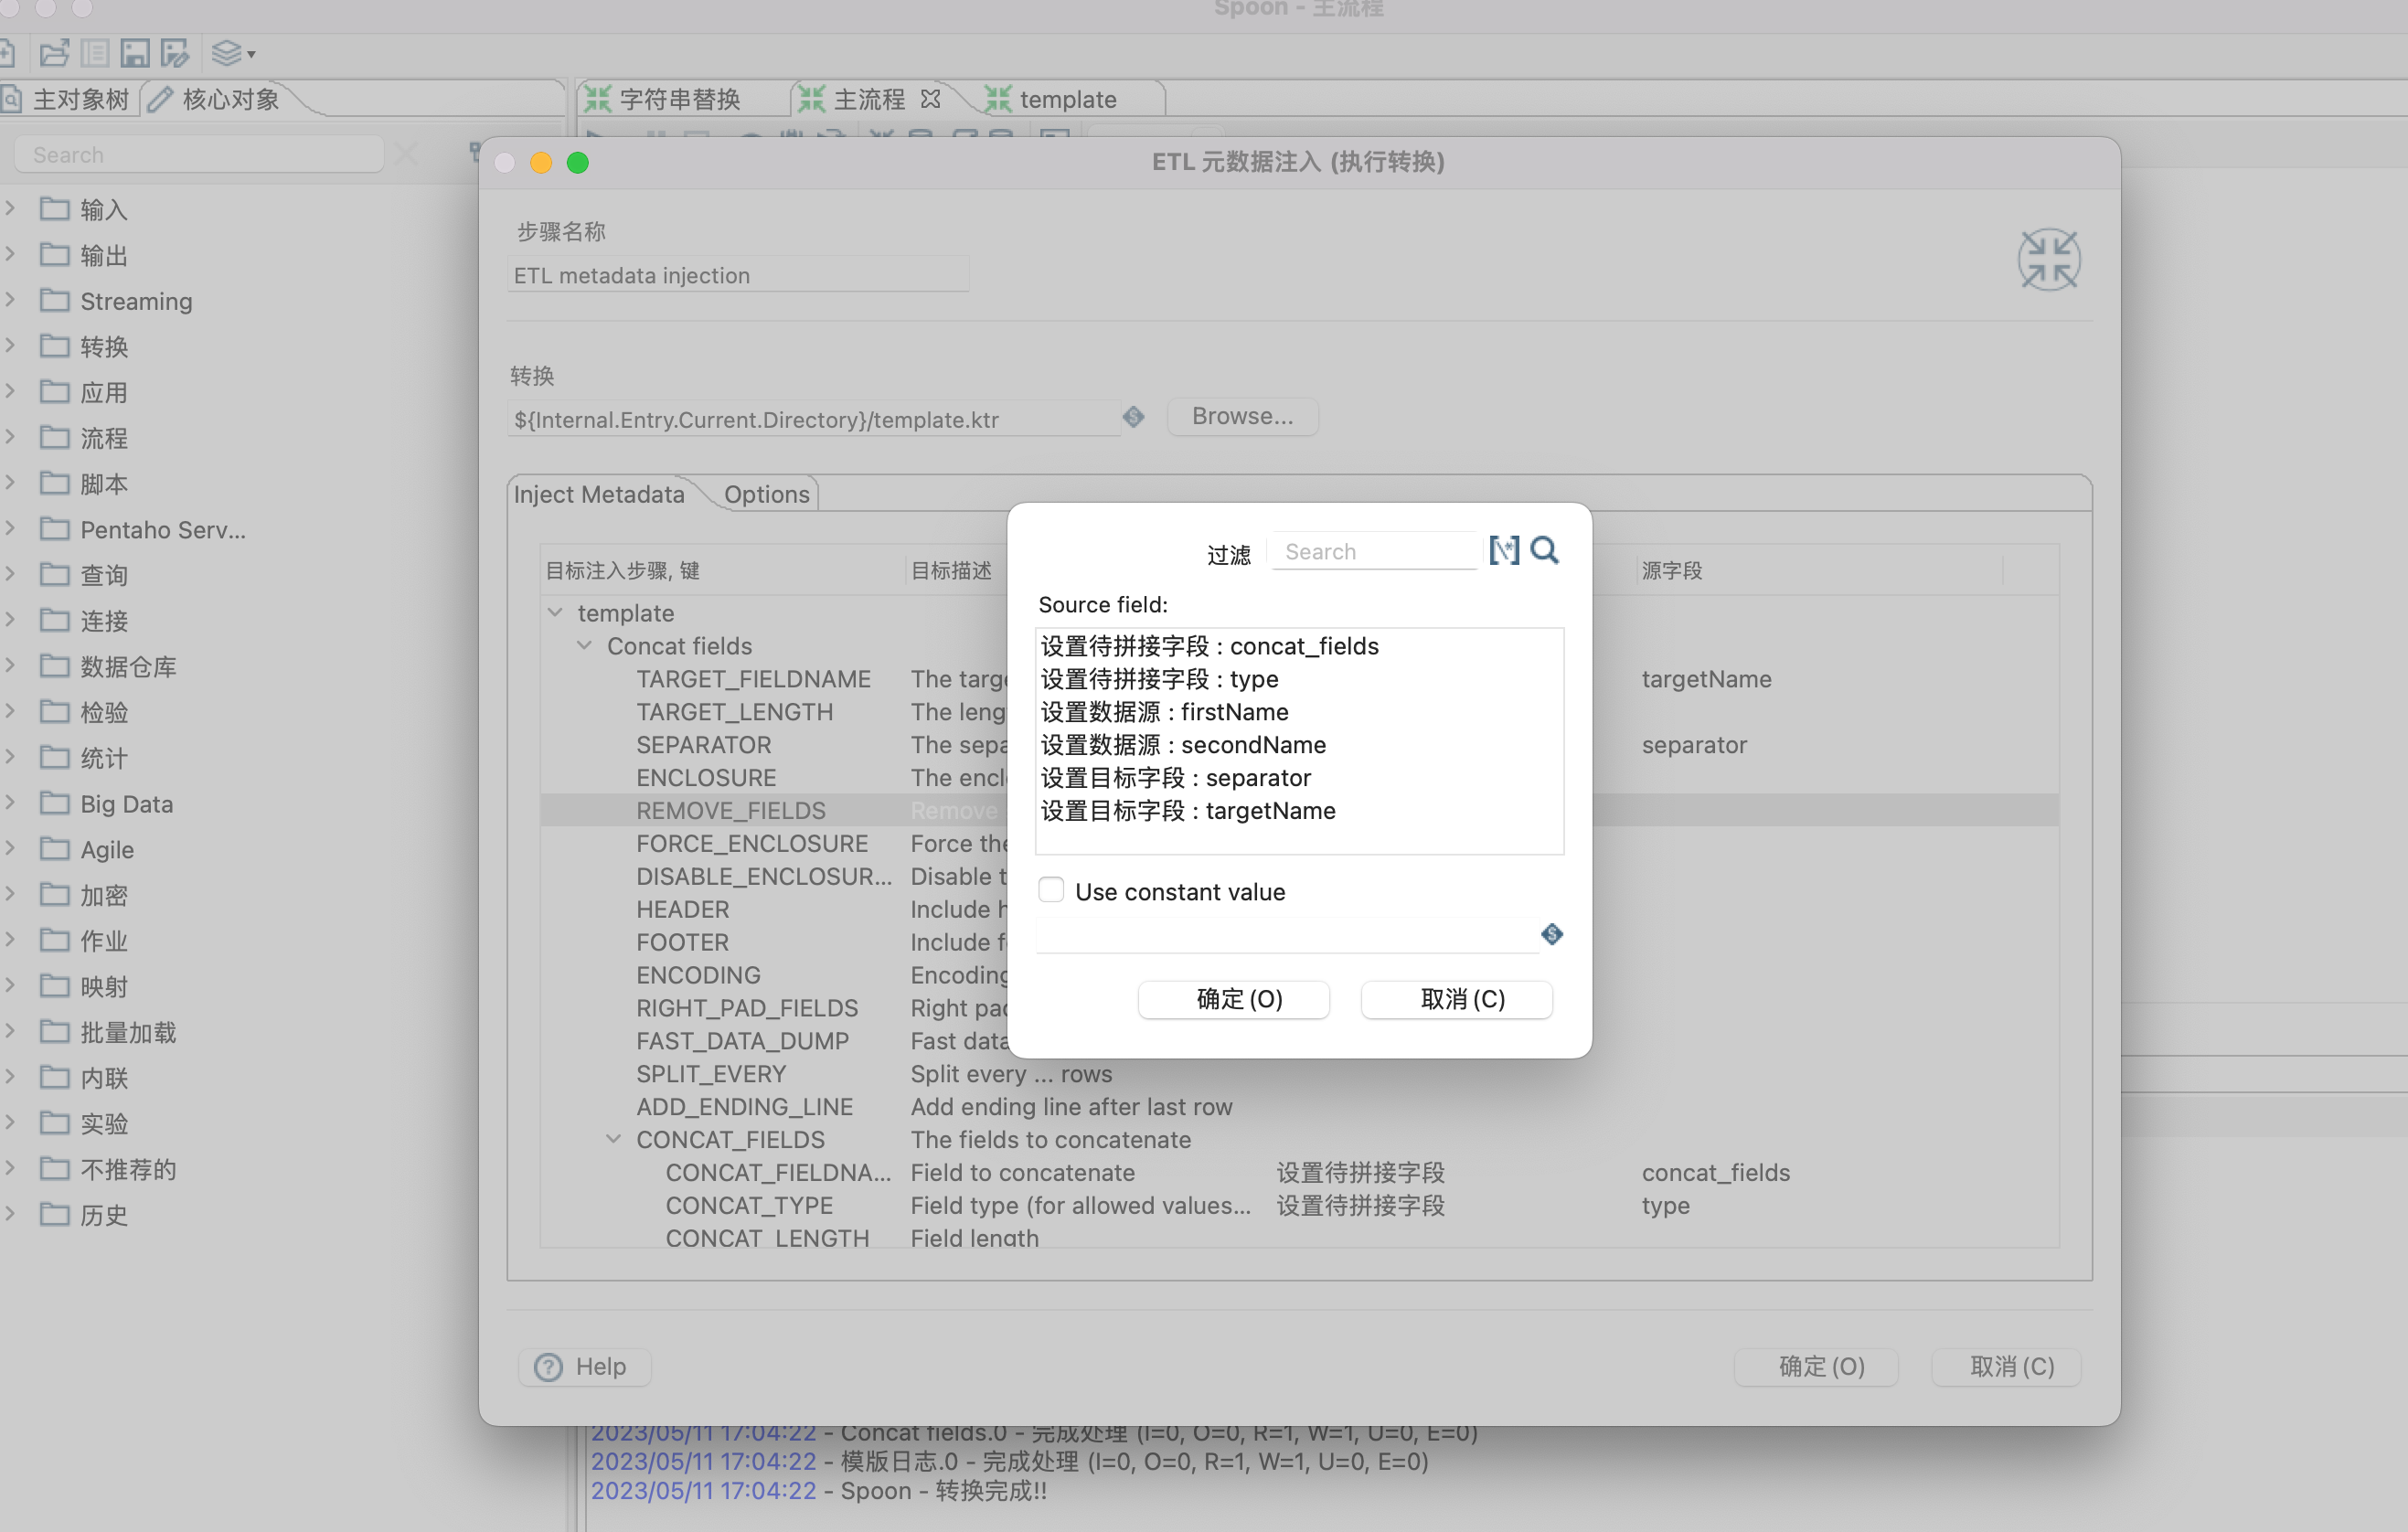 Spoon - 主流程
主对象树
核心对象
字符串替换
主流程
template
Search
ETL 元数据注入 (执行转换)
输入
输出
Streaming
转换
应用
流程
脚本
Pentaho Serv...
查询
连接
数据仓库
检验
统计
Big Data
Agile
加密
作业
映射
批量加载
内联
实验
不推荐的
历史
步骤名称
ETL metadata injection
转换
${Internal.Entry.Current.Directory}/template.ktr
Browse...
Inject Metadata
Options
目标注入步骤, 键
目标描述
源字段
template
Concat fields
TARGET_FIELDNAME
The targe
targetName
TARGET_LENGTH
The leng
SEPARATOR
The sepa
separator
ENCLOSURE
The encl
REMOVE_FIELDS
Remove
FORCE_ENCLOSURE
Force the
DISABLE_ENCLOSUR...
Disable t
HEADER
Include h
FOOTER
Include f
ENCODING
Encoding
RIGHT_PAD_FIELDS
Right pad
FAST_DATA_DUMP
Fast data
SPLIT_EVERY
Split every ... rows
ADD_ENDING_LINE
Add ending line after last row
CONCAT_FIELDS
The fields to concatenate
CONCAT_FIELDNA...
Field to concatenate
设置待拼接字段
concat_fields
CONCAT_TYPE
Field type (for allowed values...
设置待拼接字段
type
CONCAT_LENGTH
Field length
过滤
Search
Source field:
设置待拼接字段 : concat_fields
设置待拼接字段 : type
设置数据源 : firstName
设置数据源 : secondName
设置目标字段 : separator
设置目标字段 : targetName
Use constant value
确定 (O)
取消 (C)
Help
确定 (O)
取消 (C)
2023/05/11 17:04:22 - Concat fields.0 - 完成处理 (I=0, O=0, R=1, W=1, U=0, E=0)
2023/05/11 17:04:22 - 模版日志.0 - 完成处理 (I=0, O=0, R=1, W=1, U=0, E=0)
2023/05/11 17:04:22 - Spoon - 转换完成!!